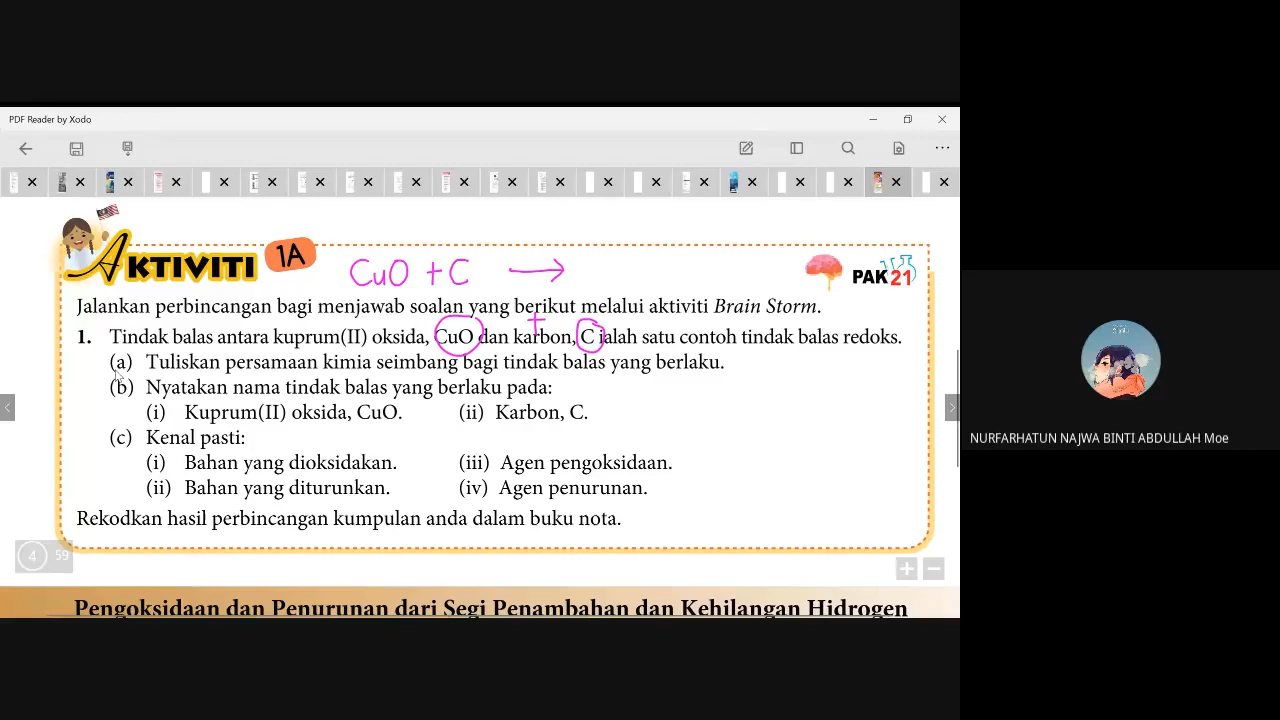 PDF Reader by Xodo
AKTIVITI 1A
CuO + C →
PAK 21
Jalankan perbincangan bagi menjawab soalan yang berikut melalui aktiviti Brain Storm.
+
1. Tindak balas antara kuprum(II) oksida, CuO dan karbon, C ialah satu contoh tindak balas redoks.
(a) Tuliskan persamaan kimia seimbang bagi tindak balas yang berlaku.
(b) Nyatakan nama tindak balas yang berlaku pada:
(i) Kuprum(II) oksida, CuO. (ii) Karbon, C.
(c) Kenal pasti:
(i) Bahan yang dioksidakan. (iii) Agen pengoksidaan.
(ii) Bahan yang diturunkan. (iv) Agen penurunan.
Rekodkan hasil perbincangan kumpulan anda dalam buku nota.
4 59
Pengoksidaan dan Penurunan dari Segi Penambahan dan Kehilangan Hidrogen
NURFARHATUN NAJWA BINTI ABDULLAH Moe